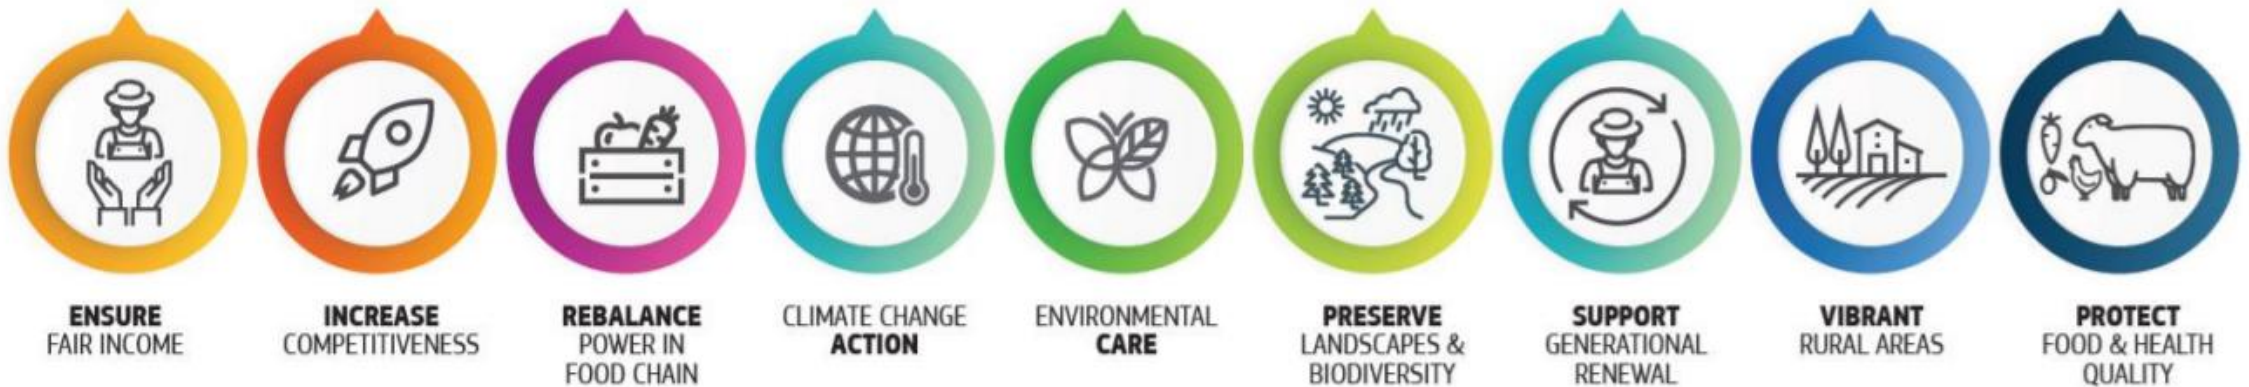 ENSURE
FAIR INCOME
INCREASE
COMPETITIVENESS
REBALANCE
POWER IN
FOOD CHAIN
CLIMATE CHANGE
ACTION
ENVIRONMENTAL
CARE
PRESERVE
LANDSCAPES &
BIODIVERSITY
SUPPORT
GENERATIONAL
RENEWAL
VIBRANT
RURAL AREAS
PROTECT
FOOD & HEALTH
QUALITY